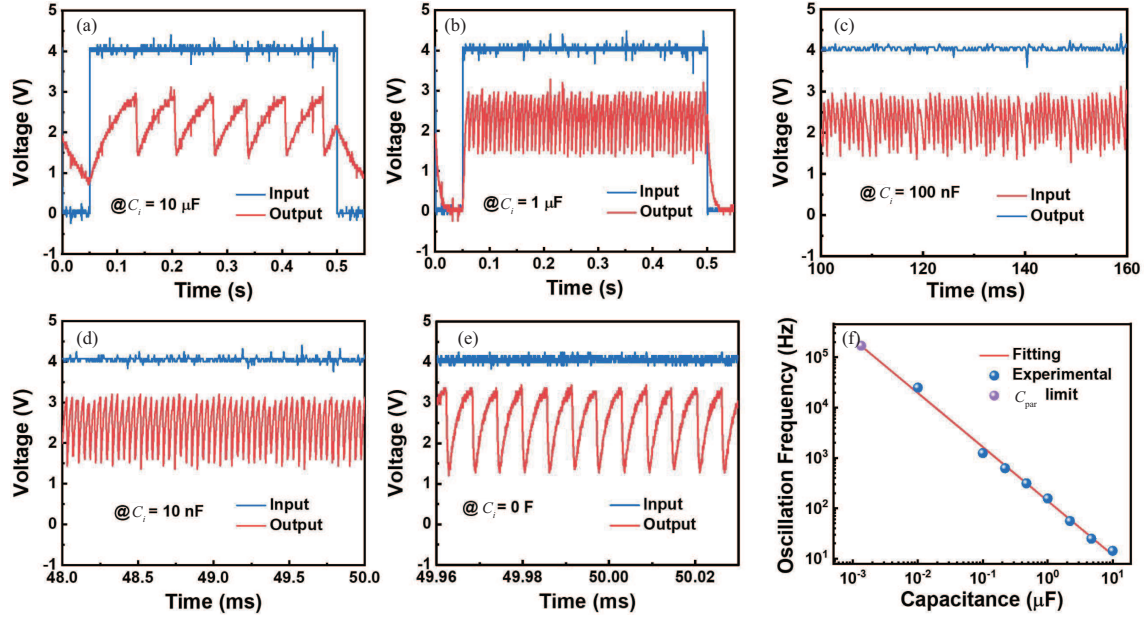 (a)
Voltage (V)
5
4
3
2
1
0
-1
@C_i = 10 μF
Input
Output
0.0 0.1 0.2 0.3 0.4 0.5
Time (s)
(b)
Voltage (V)
5
4
3
2
1
0
-1
@C_i = 1 μF
Input
Output
0.0 0.1 0.2 0.3 0.4 0.5
Time (s)
(c)
Voltage (V)
5
4
3
2
1
0
-1
@C_i = 100 nF
Input
Output
100 120 140 160
Time (ms)
(d)
Voltage (V)
5
4
3
2
1
0
-1
@C_i = 10 nF
Input
Output
48.0 48.5 49.0 49.5 50.0
Time (ms)
(e)
Voltage (V)
5
4
3
2
1
0
-1
@C_i = 0 F
Input
Output
49.96 49.98 50.00 50.02
Time (ms)
(f)
Oscillation Frequency (Hz)
10^5
10^4
10^3
10^2
10^1
Fitting
Experimental
C_par limit
10^-3 10^-2 10^-1 10^0 10^1
Capacitance (μF)